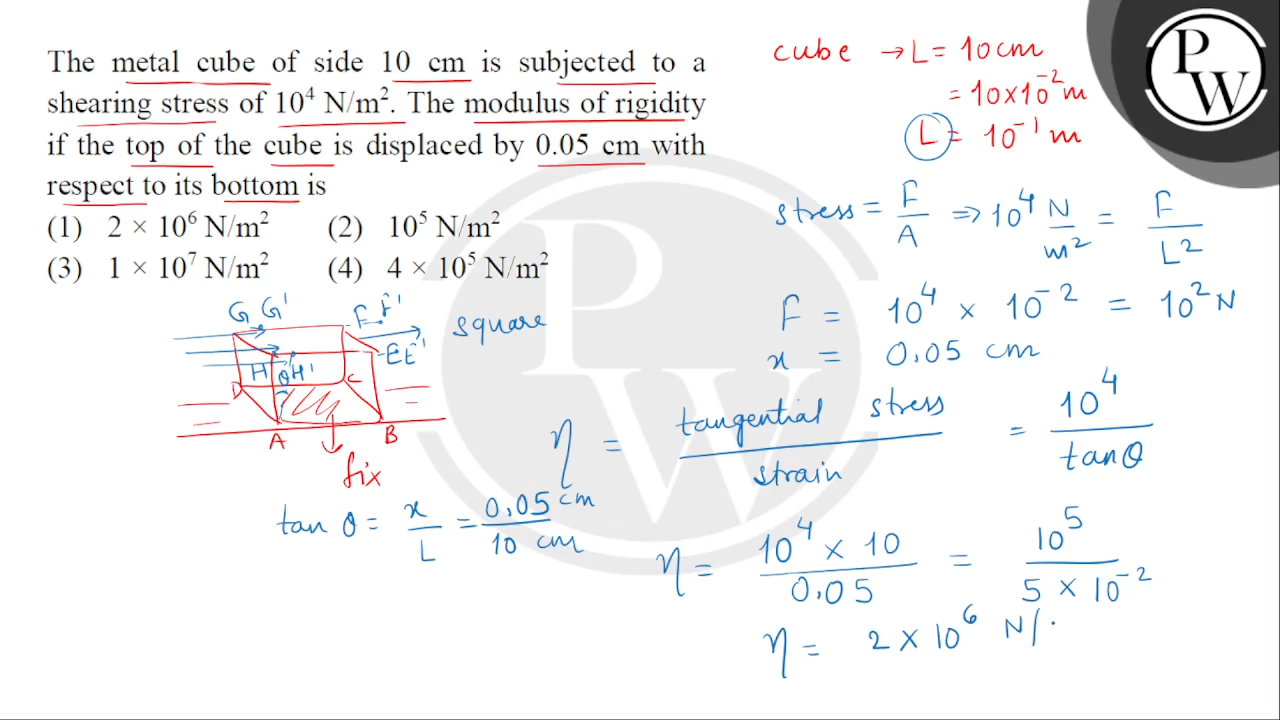 The metal cube of side 10 cm is subjected to a
shearing stress of 10⁴ N/m². The modulus of rigidity
if the top of the cube is displaced by 0.05 cm with
respect to its bottom is
(1) 2 × 10⁶ N/m² (2) 10⁵ N/m²
(3) 1 × 10⁷ N/m² (4) 4 × 10⁵ N/m²
cube → L = 10 cm
= 10×10⁻² m
L = 10⁻¹ m
stress = F/A ⇒ 10⁴ N/m² = F/L²
F = 10⁴ × 10⁻² = 10² N
x = 0.05 cm
G G' F F'
square
E E'
H θ H'
D C
A B
fix
η = tangential stress/strain = 10⁴/tanθ
tan θ = x/L = 0.05 cm/10 cm
η = 10⁴ × 10/0.05 = 10⁵/5 × 10⁻²
η = 2 × 10⁶ N/
P
W
P
W